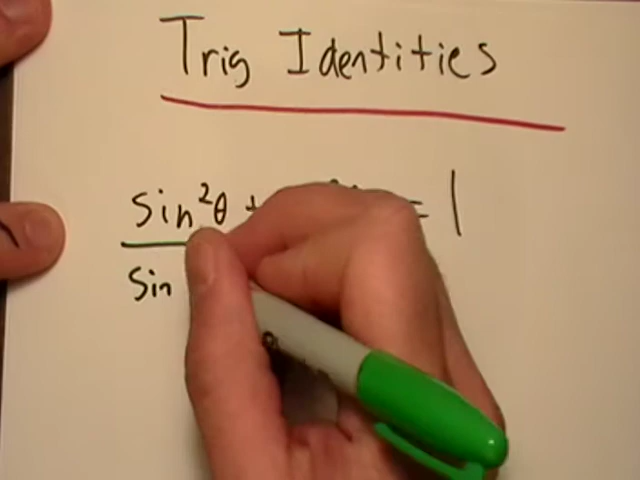 Trig Identities
sin²θ + = 1
sin